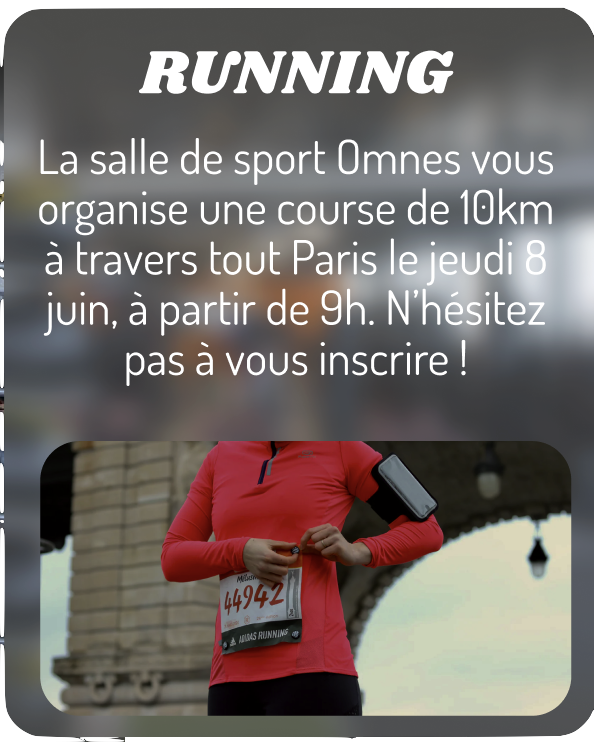 RUNNING
La salle de sport Omnes vous
organise une course de 10km
à travers tout Paris le jeudi 8
juin, à partir de 9h. N'hésitez
pas à vous inscrire !
44942
ADIDAS RUNNING